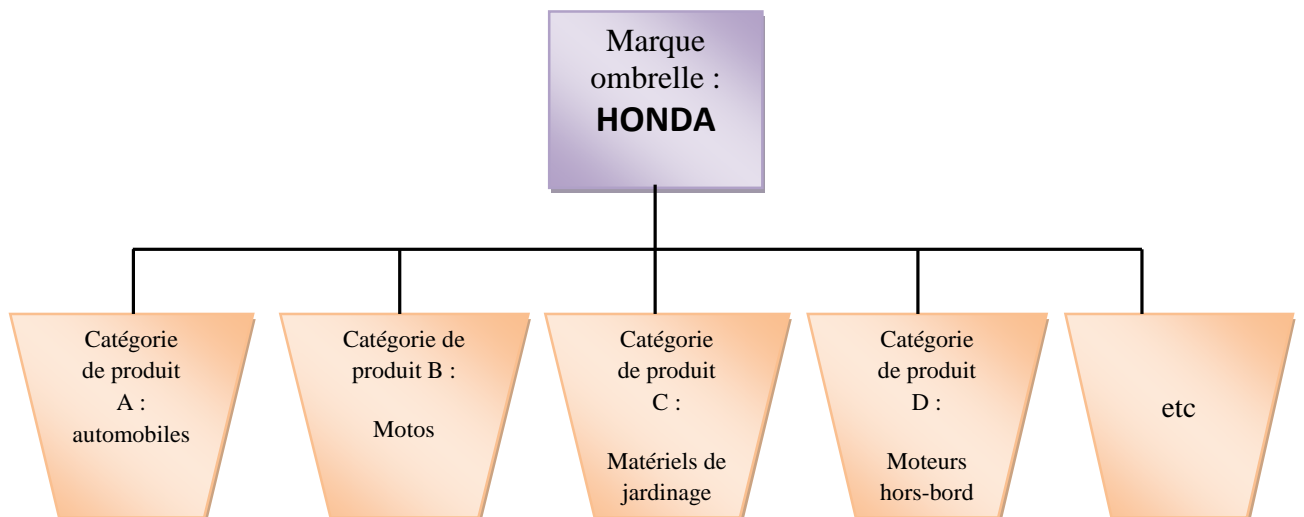 Marque
ombrelle :
HONDA
Catégorie
de produit
A :
automobiles
Catégorie de
produit B :
Motos
Catégorie
de produit
C :
Matériels de
jardinage
Catégorie
de produit
D :
Moteurs
hors-bord
etc